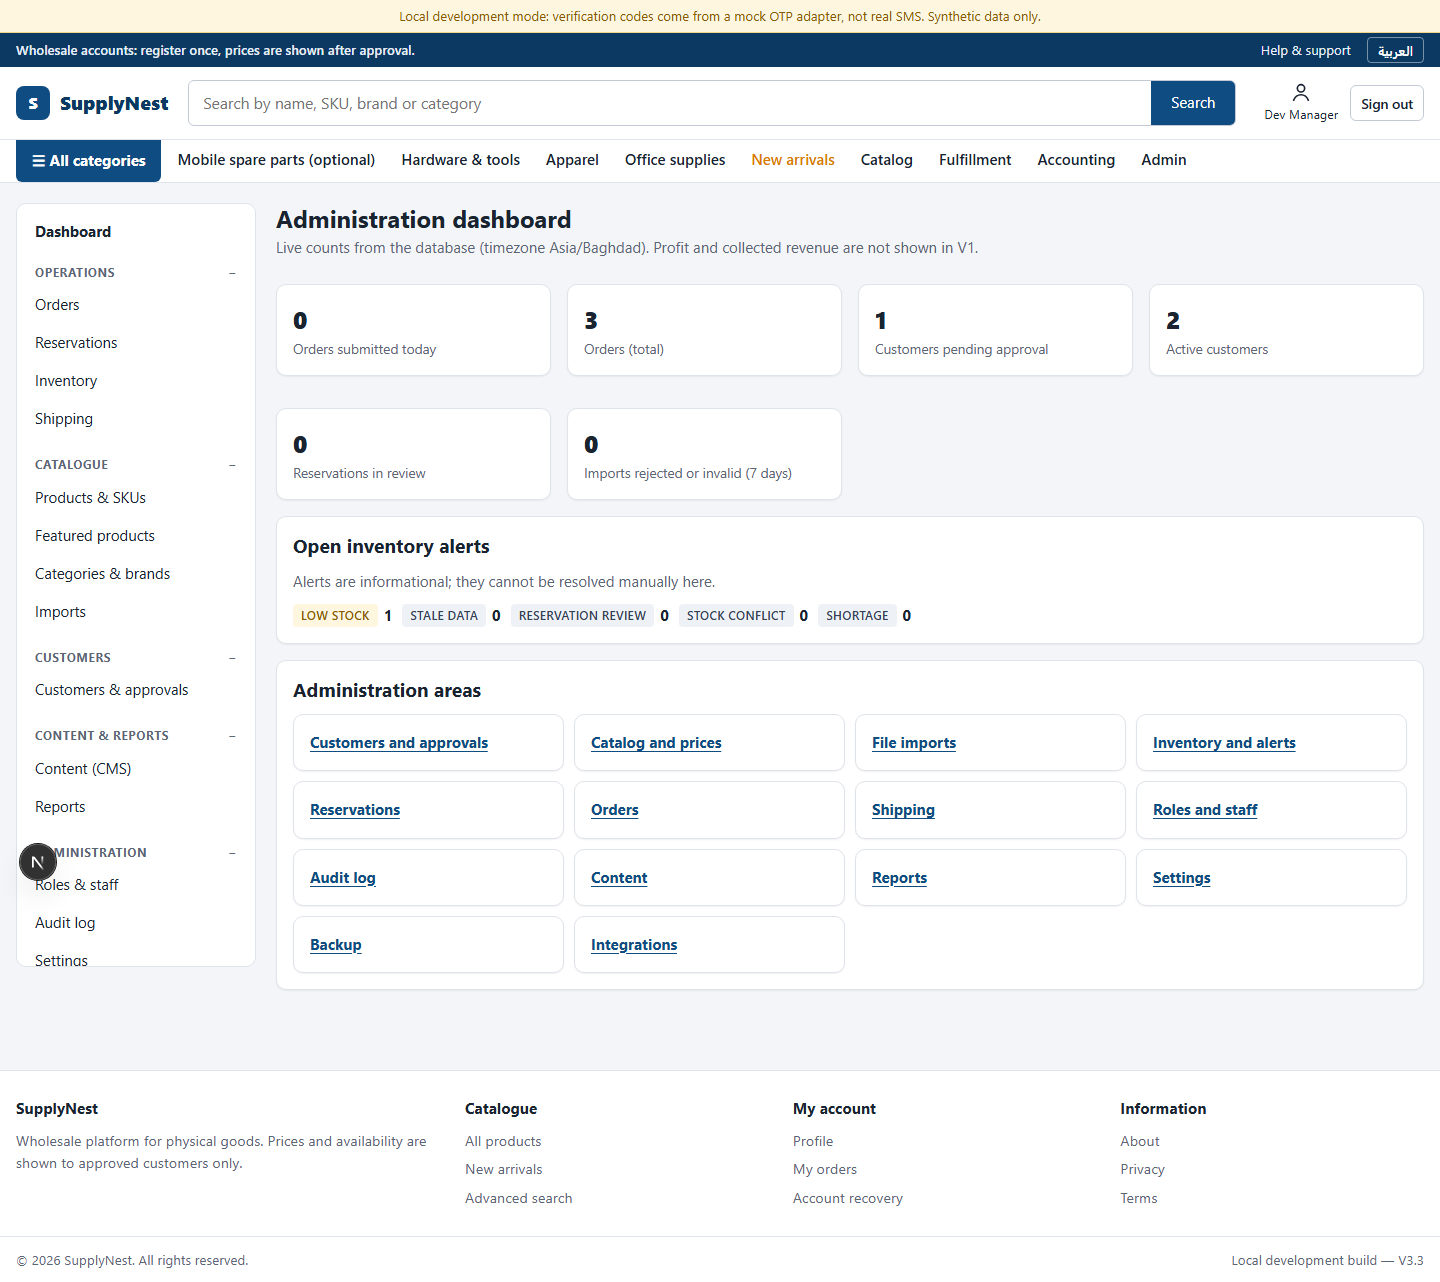 Local development mode: verification codes come from a mock OTP adapter, not real SMS. Synthetic data only.
Wholesale accounts: register once, prices are shown after approval.
Help & support
العربية
S
SupplyNest
Search by name, SKU, brand or category
Search
Dev Manager
Sign out
☰ All categories
Mobile spare parts (optional)
Hardware & tools
Apparel
Office supplies
New arrivals
Catalog
Fulfillment
Accounting
Admin
Dashboard
OPERATIONS –
Orders
Reservations
Inventory
Shipping
CATALOGUE –
Products & SKUs
Featured products
Categories & brands
Imports
CUSTOMERS –
Customers & approvals
CONTENT & REPORTS –
Content (CMS)
Reports
MINISTRATION –
N
Roles & staff
Audit log
Settings
Administration dashboard
Live counts from the database (timezone Asia/Baghdad). Profit and collected revenue are not shown in V1.
0
Orders submitted today
3
Orders (total)
1
Customers pending approval
2
Active customers
0
Reservations in review
0
Imports rejected or invalid (7 days)
Open inventory alerts
Alerts are informational; they cannot be resolved manually here.
LOW STOCK 1 STALE DATA 0 RESERVATION REVIEW 0 STOCK CONFLICT 0 SHORTAGE 0
Administration areas
Customers and approvals
Catalog and prices
File imports
Inventory and alerts
Reservations
Orders
Shipping
Roles and staff
Audit log
Content
Reports
Settings
Backup
Integrations
SupplyNest
Wholesale platform for physical goods. Prices and availability are
shown to approved customers only.
Catalogue
All products
New arrivals
Advanced search
My account
Profile
My orders
Account recovery
Information
About
Privacy
Terms
© 2026 SupplyNest. All rights reserved.
Local development build — V3.3